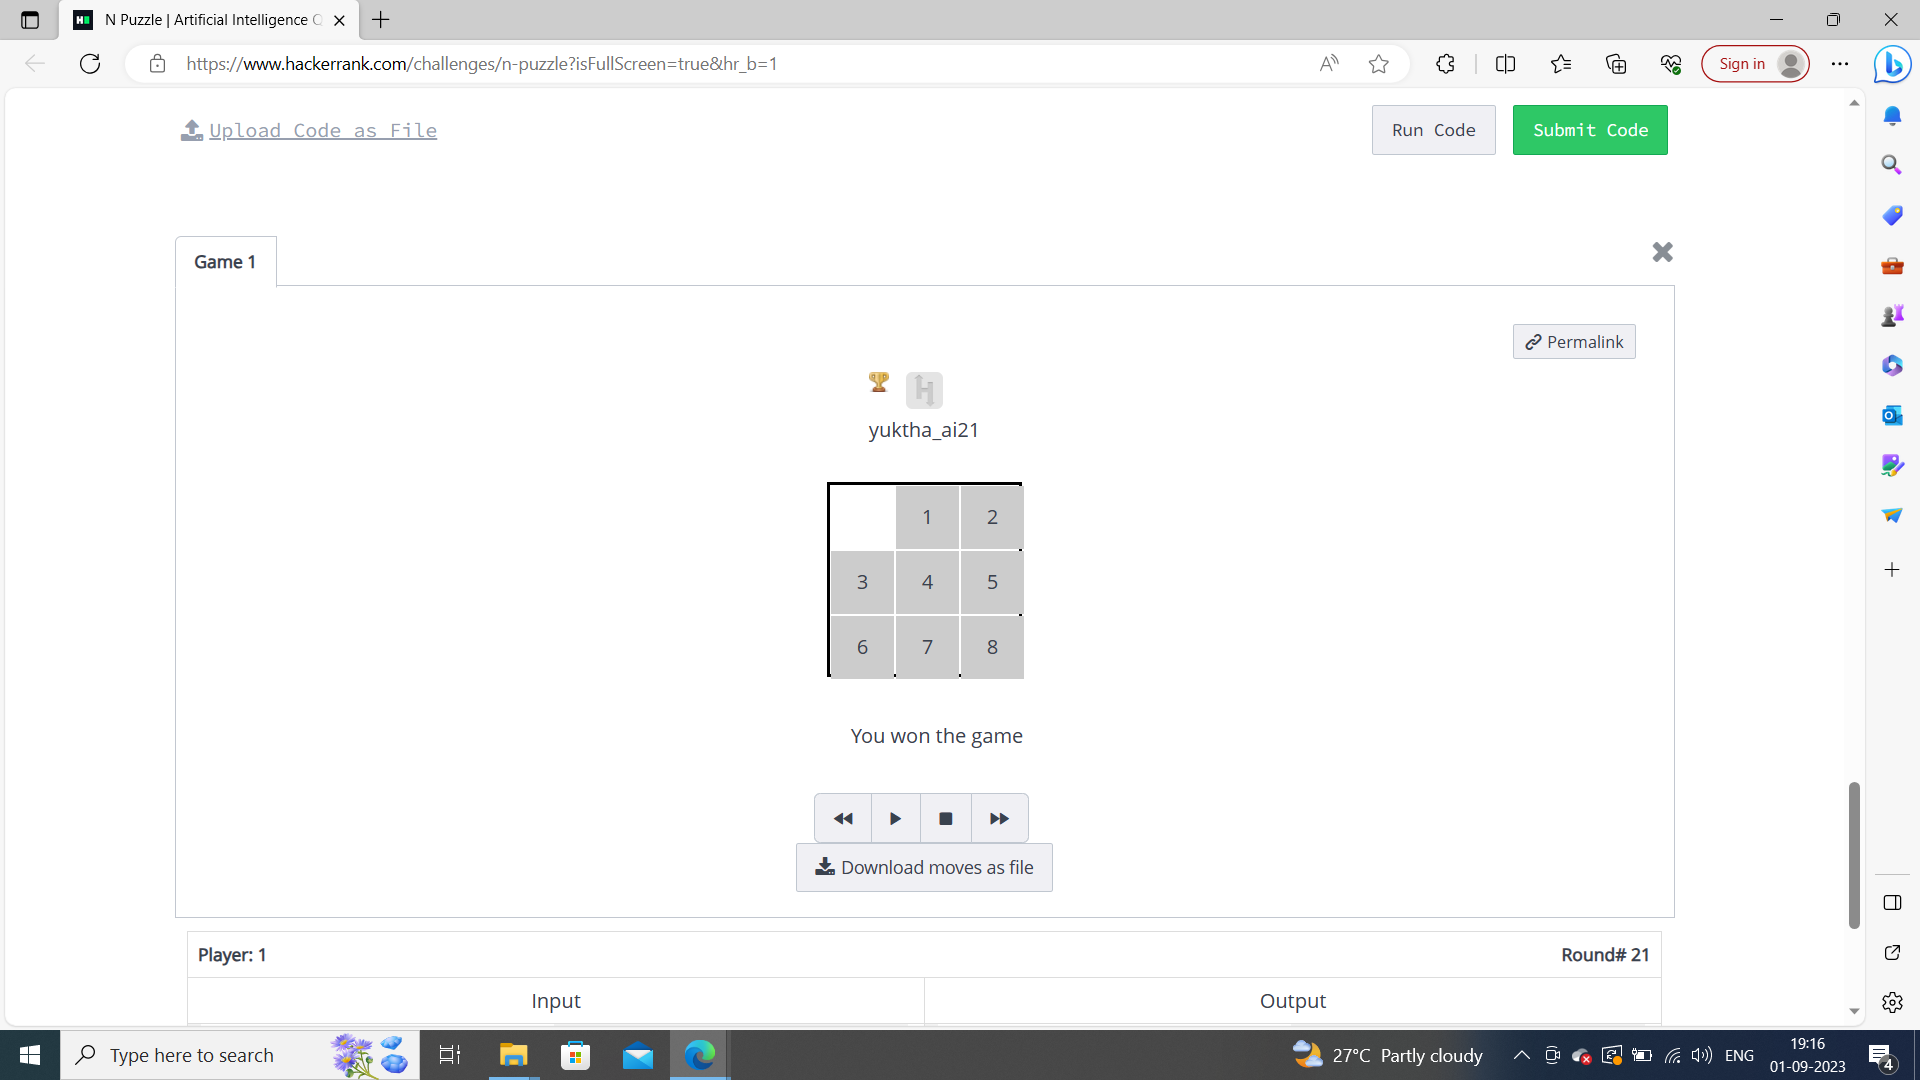 N Puzzle | Artificial Intelligence
https://www.hackerrank.com/challenges/n-puzzle?isFullScreen=true&hr_b=1
Sign in
Upload Code as File
Run Code
Submit Code
Game 1
Permalink
yuktha_ai21
1 2
3 4 5
6 7 8
You won the game
Download moves as file
Player: 1
Round# 21
Input
Output
Type here to search
27°C Partly cloudy
ENG
19:16
01-09-2023
4